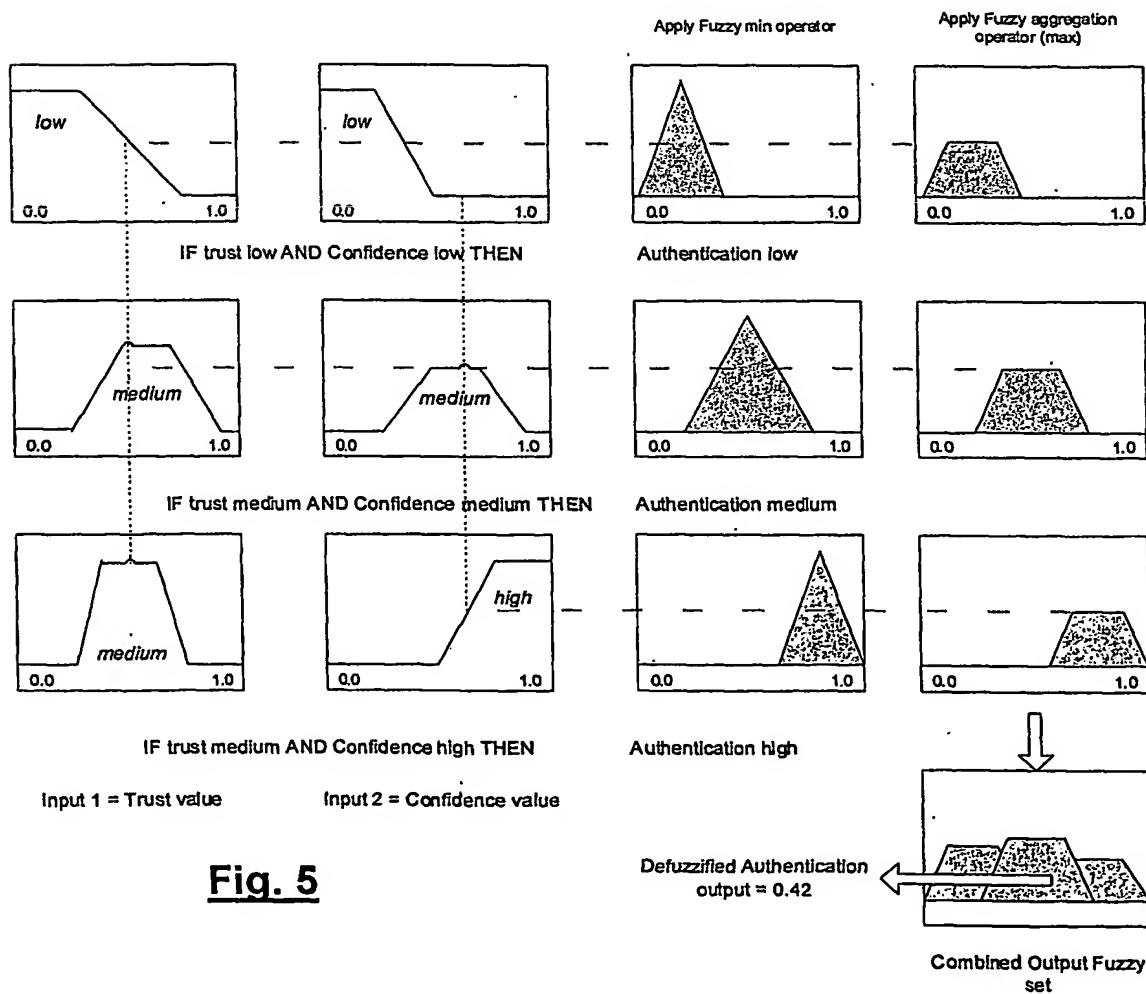 Apply Fuzzy min operator
Apply Fuzzy aggregation
operator (max)
low
low
0.0 1.0
0.0 1.0
0.0 1.0
0.0 1.0
IF trust low AND Confidence low THEN Authentication low
medium
medium
0.0 1.0
0.0 1.0
0.0 1.0
0.0 1.0
IF trust medium AND Confidence medium THEN Authentication medium
high
medium
0.0 1.0
0.0 1.0
0.0 1.0
0.0 1.0
IF trust medium AND Confidence high THEN Authentication high
Input 1 = Trust value
Input 2 = Confidence value
Fig. 5
Defuzzified Authentication
output = 0.42
Combined Output Fuzzy
set